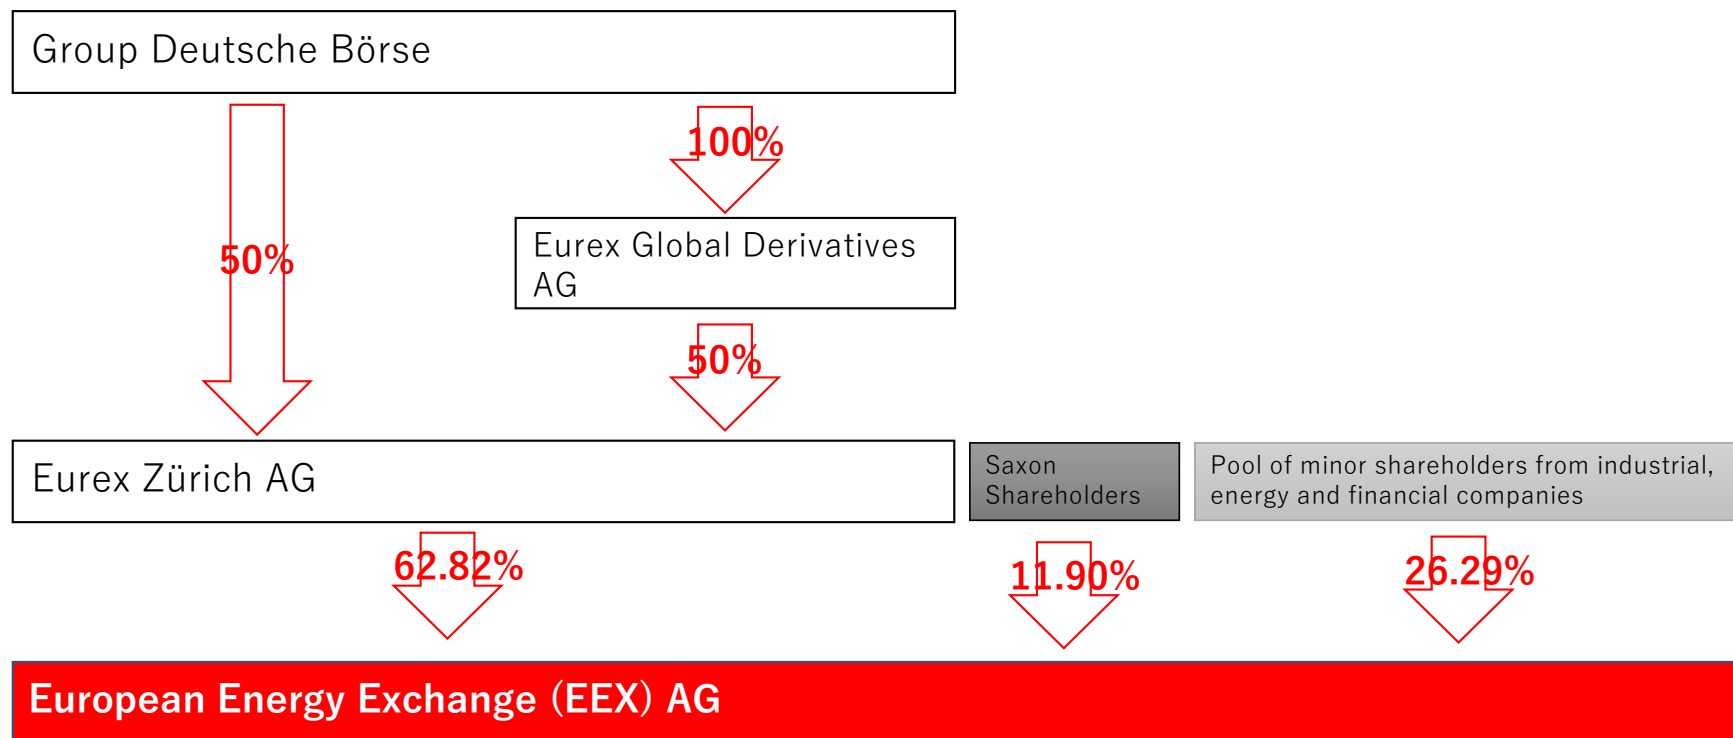 Group Deutsche Börse
100%
50%
Eurex Global Derivatives
AG
50%
Eurex Zürich AG
Saxon
Shareholders
Pool of minor shareholders from industrial,
energy and financial companies
62.82%
11.90%
26.29%
European Energy Exchange (EEX) AG